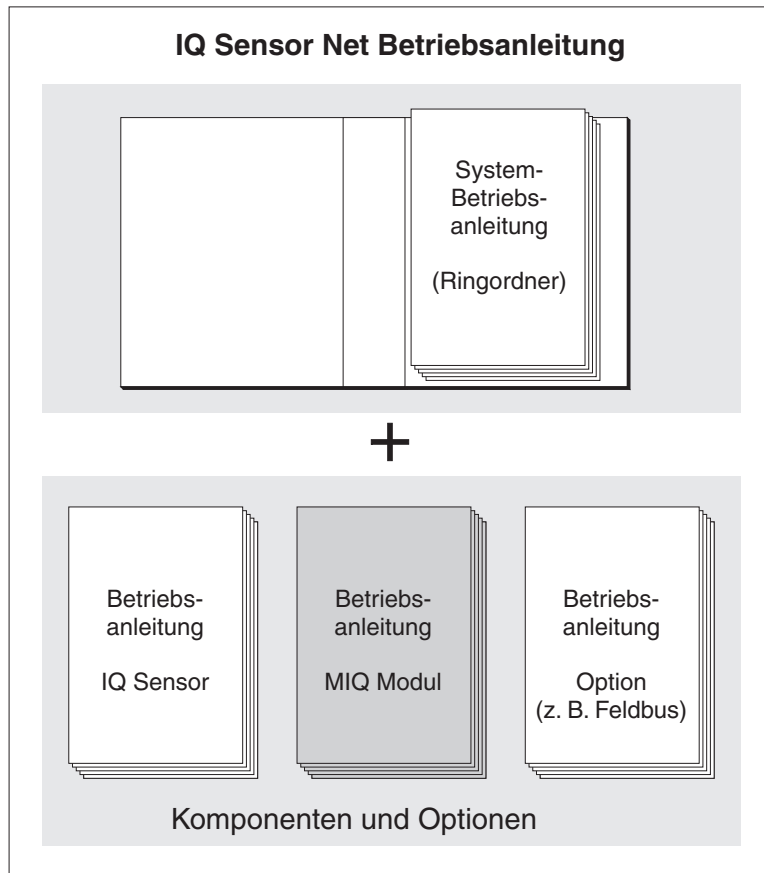 IQ Sensor Net Betriebsanleitung
System-
Betriebs-
anleitung
(Ringordner)
+
Betriebs-
anleitung
IQ Sensor
Betriebs-
anleitung
MIQ Modul
Betriebs-
anleitung
Option
(z. B. Feldbus)
Komponenten und Optionen